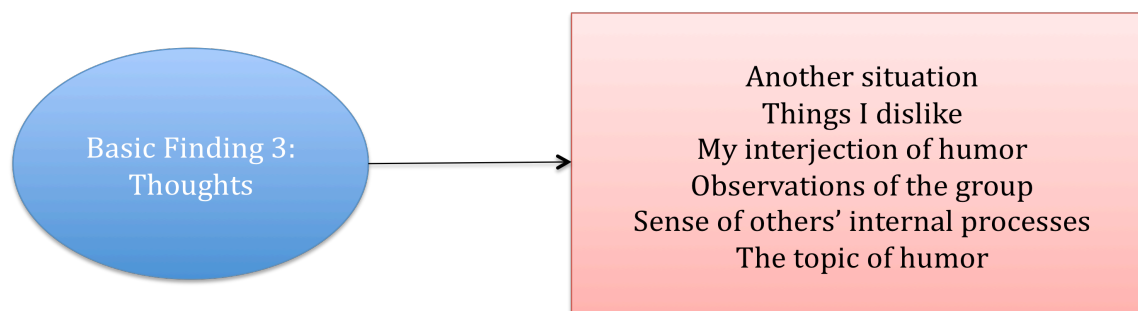 Basic Finding 3:
Thoughts
Another situation
Things I dislike
My interjection of humor
Observations of the group
Sense of others’ internal processes
The topic of humor